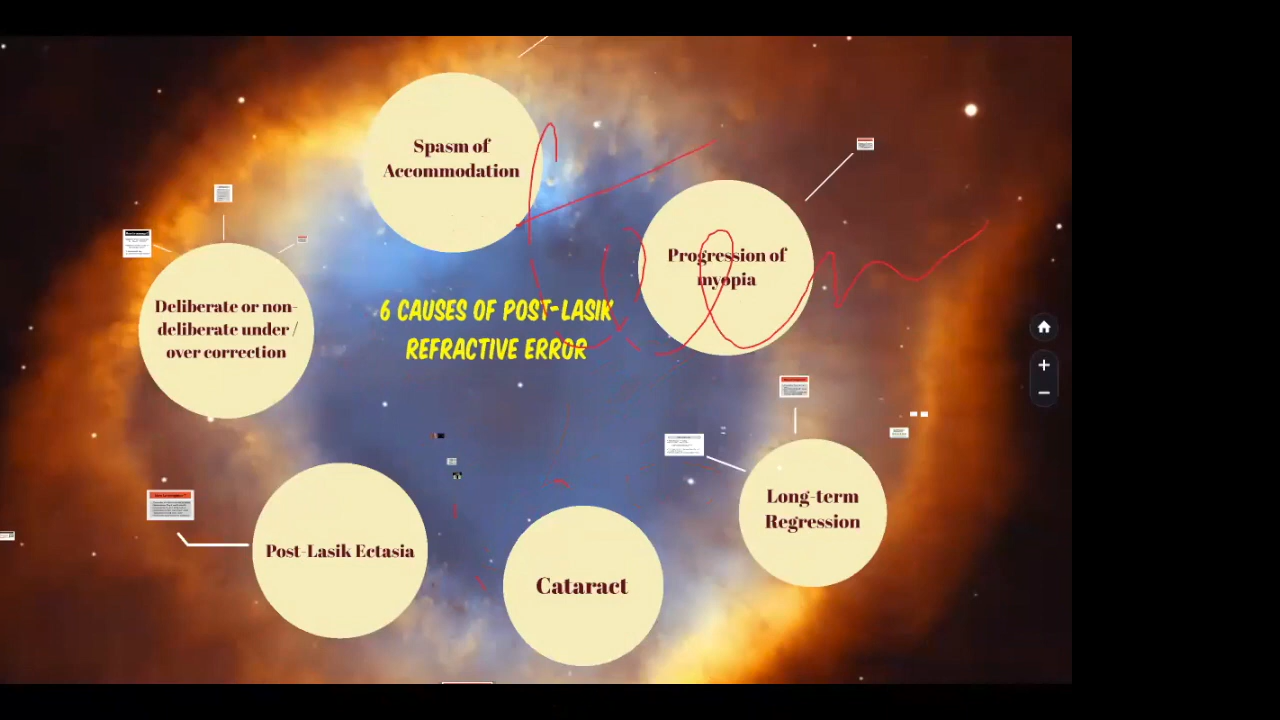 Spasm of
Accommodation
Progression of
myopia
Deliberate or non-
deliberate under /
over correction
6 CAUSES OF POST-LASIK
REFRACTIVE ERROR
Long-term
Regression
Post-Lasik Ectasia
Cataract